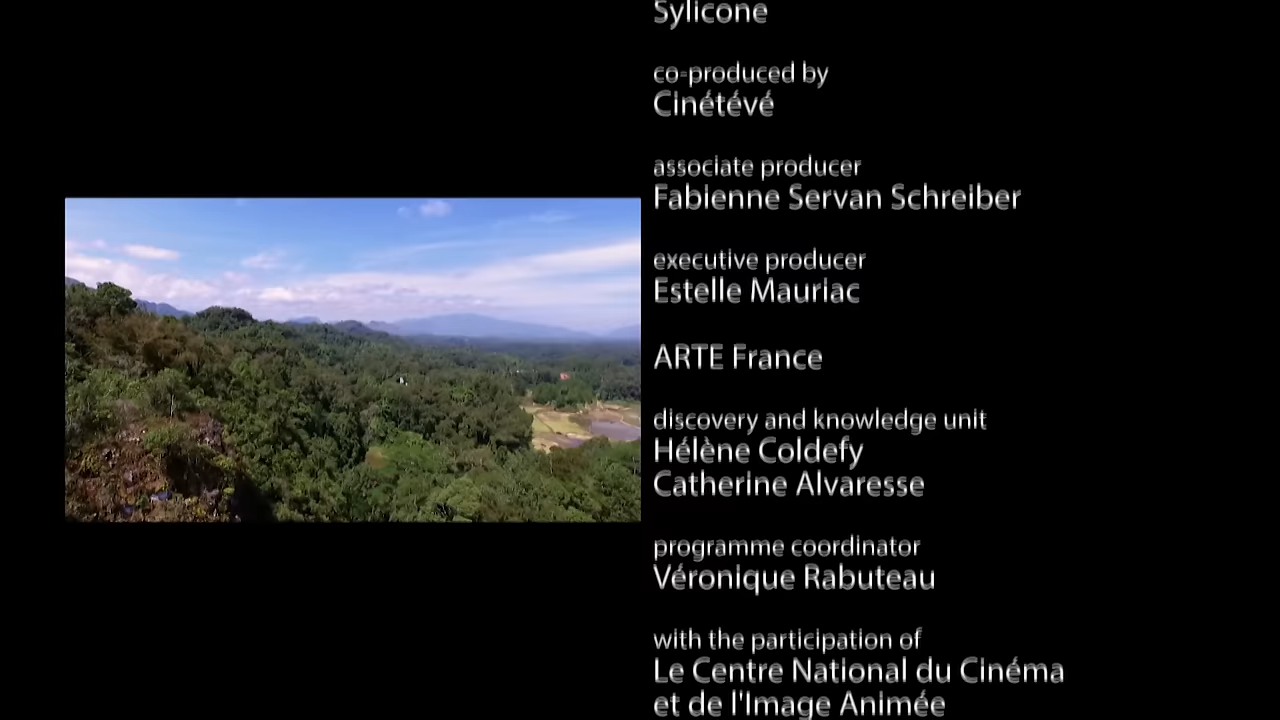 Sylicone
co-produced by
Cinétévé
associate producer
Fabienne Servan Schreiber
executive producer
Estelle Mauriac
ARTE France
discovery and knowledge unit
Hélène Coldefy
Catherine Alvaresse
programme coordinator
Véronique Rabuteau
with the participation of
Le Centre National du Cinéma
et de l'Image Animée